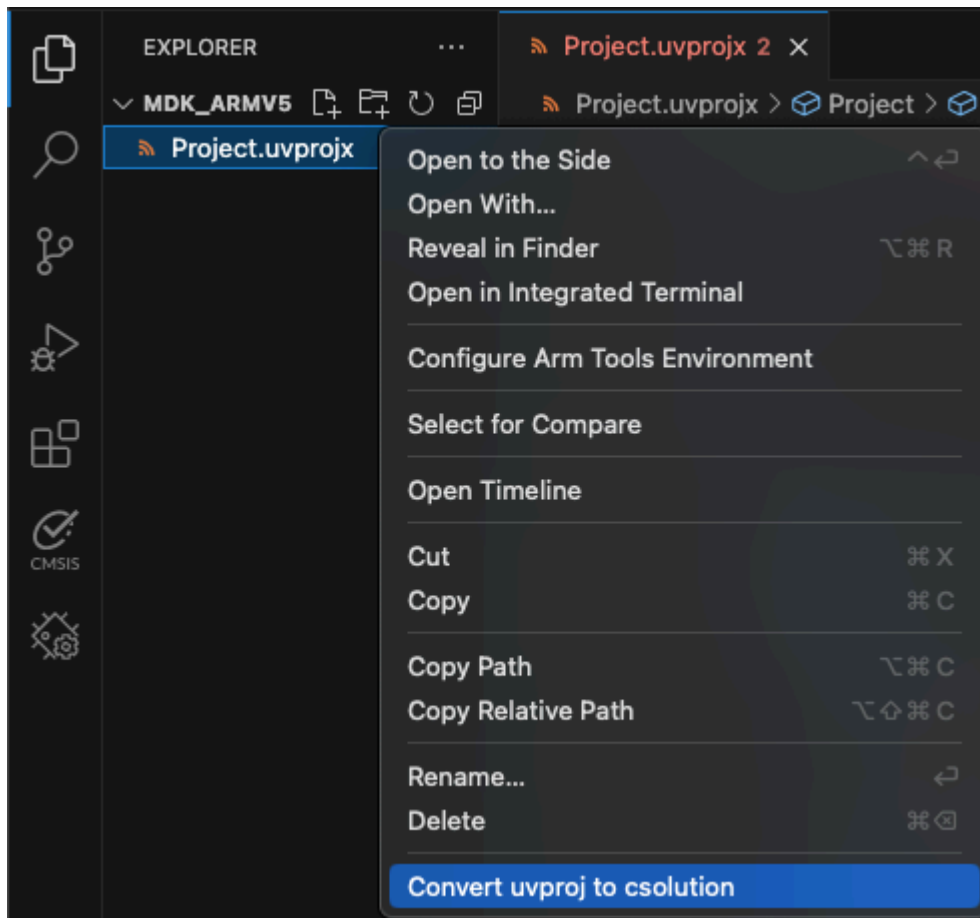 EXPLORER ··· Project.uvprojx 2 ×
MDK_ARMV5 Project.uvprojx > Project >
Project.uvprojx
Open to the Side ^⏎
Open With...
Reveal in Finder ⌥⌘R
Open in Integrated Terminal
Configure Arm Tools Environment
Select for Compare
Open Timeline
Cut ⌘X
Copy ⌘C
CMSIS
Copy Path ⌥⌘C
Copy Relative Path ⌥⇧⌘C
Rename... ⏎
Delete ⌘⌫
Convert uvproj to csolution